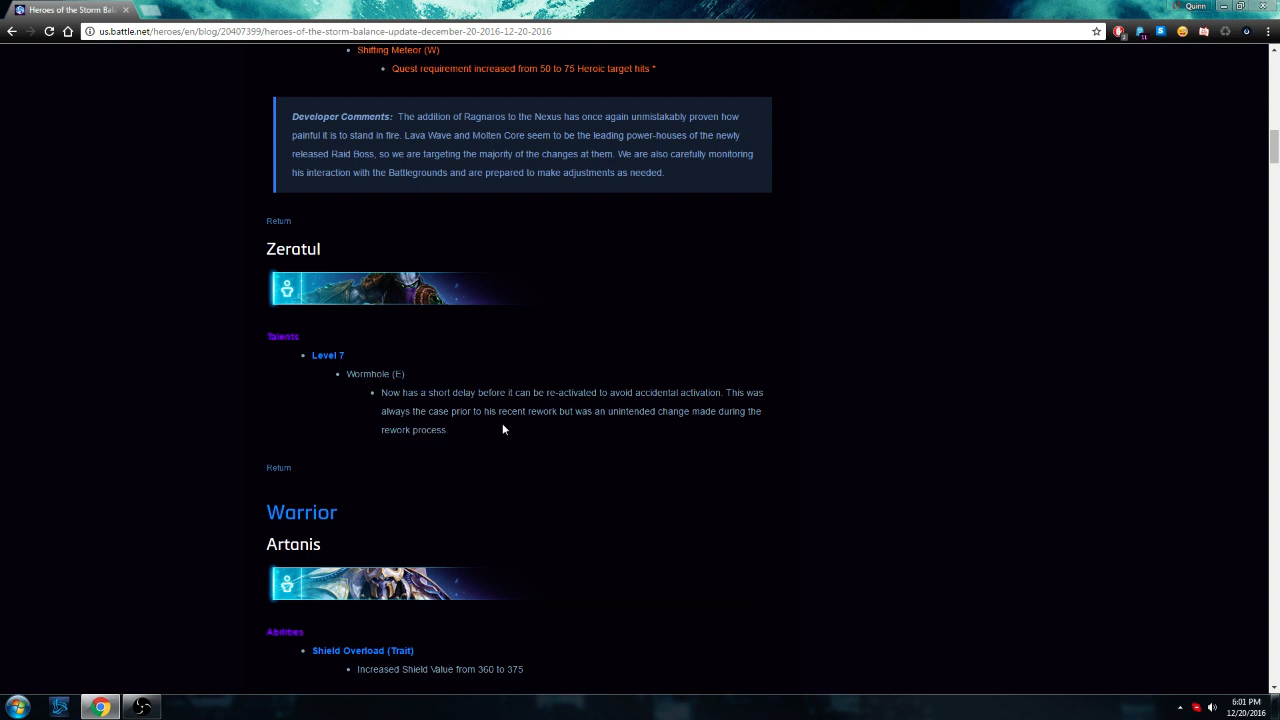 Heroes of the Storm Bal
Quinn
us.battle.net/heroes/en/blog/20407399/heroes-of-the-storm-balance-update-december-20-2016-12-20-2016
Shifting Meteor (W)
Quest requirement increased from 50 to 75 Heroic target hits *
Developer Comments: The addition of Ragnaros to the Nexus has once again unmistakably proven how
painful it is to stand in fire. Lava Wave and Molten Core seem to be the leading power-houses of the newly
released Raid Boss, so we are targeting the majority of the changes at them. We are also carefully monitoring
his interaction with the Battlegrounds and are prepared to make adjustments as needed.
Return
Zeratul
Talents
Level 7
Wormhole (E)
Now has a short delay before it can be re-activated to avoid accidental activation. This was
always the case prior to his recent rework but was an unintended change made during the
rework process.
Return
Warrior
Artanis
Abilities
Shield Overload (Trait)
Increased Shield Value from 360 to 375
6:01 PM
12/20/2016